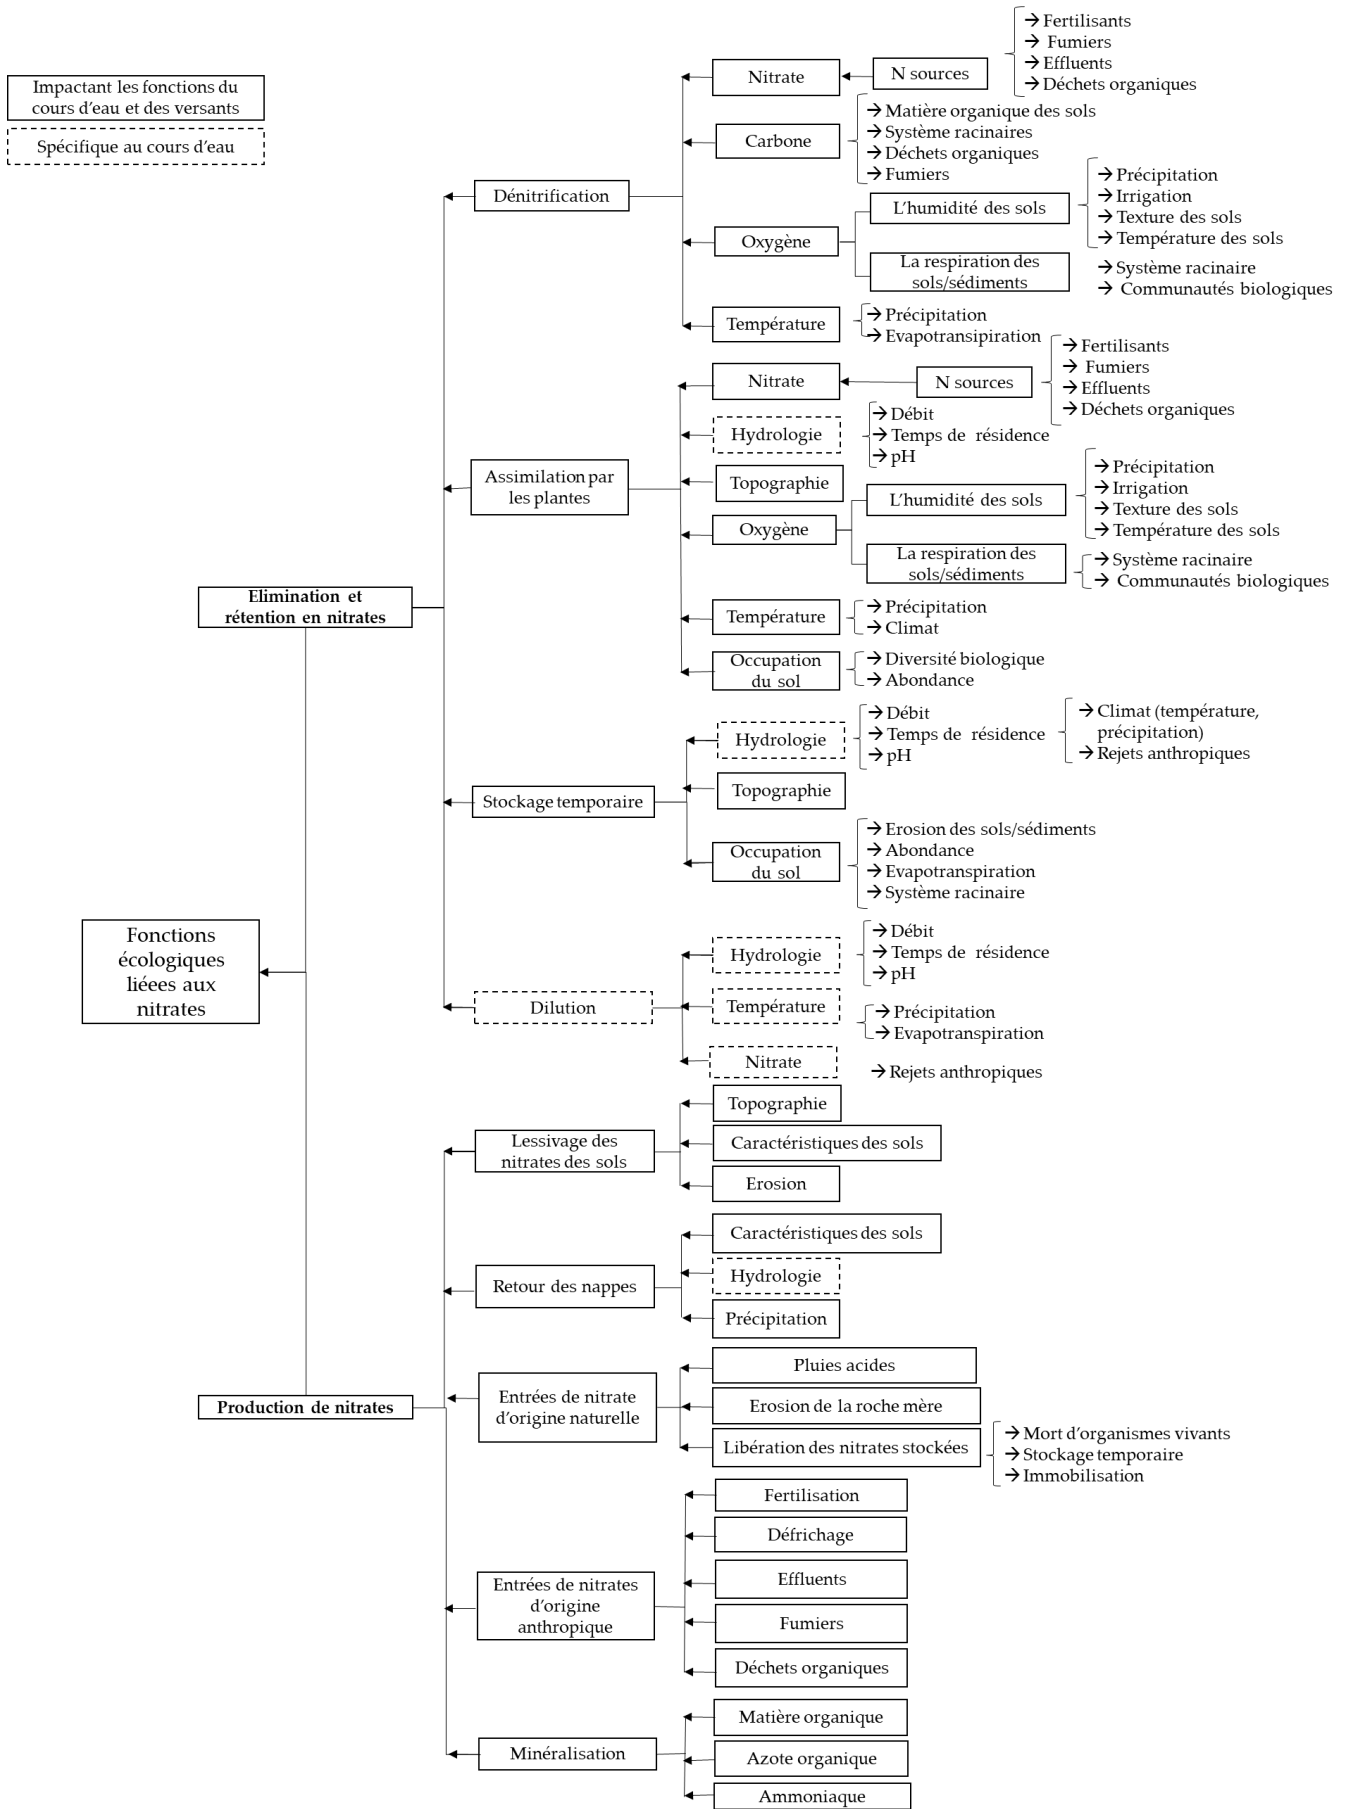 Impactant les fonctions du
cours d'eau et des versants
Spécifique au cours d'eau
Fonctions
écologiques
liéees aux
nitrates
Elimination et
rétention en nitrates
Dénitrification
Nitrate
N sources
→ Fertilisants
→ Fumiers
→ Effluents
→ Déchets organiques
Carbone
→ Matière organique des sols
→ Système racinaires
→ Déchets organiques
→ Fumiers
Oxygène
L'humidité des sols
→ Précipitation
→ Irrigation
→ Texture des sols
→ Température des sols
La respiration des
sols/sédiments
→ Système racinaire
→ Communautés biologiques
Température
→ Précipitation
→ Evapotransipiration
Assimilation par
les plantes
Nitrate
N sources
→ Fertilisants
→ Fumiers
→ Effluents
→ Déchets organiques
Hydrologie
→ Débit
→ Temps de résidence
→ pH
Topographie
Oxygène
L'humidité des sols
→ Précipitation
→ Irrigation
→ Texture des sols
→ Température des sols
La respiration des
sols/sédiments
→ Système racinaire
→ Communautés biologiques
Température
→ Précipitation
→ Climat
Occupation
du sol
→ Diversité biologique
→ Abondance
Stockage temporaire
Hydrologie
→ Débit
→ Temps de résidence
→ pH
→ Climat (température,
précipitation)
→ Rejets anthropiques
Topographie
Occupation
du sol
→ Erosion des sols/sédiments
→ Abondance
→ Evapotranspiration
→ Système racinaire
Dilution
Hydrologie
→ Débit
→ Temps de résidence
→ pH
Température
→ Précipitation
→ Evapotranspiration
Nitrate
→ Rejets anthropiques
Production de nitrates
Lessivage des
nitrates des sols
Topographie
Caractéristiques des sols
Erosion
Retour des nappes
Caractéristiques des sols
Hydrologie
Précipitation
Entrées de nitrate
d'origine naturelle
Pluies acides
Erosion de la roche mère
Libération des nitrates stockées
→ Mort d'organismes vivants
→ Stockage temporaire
→ Immobilisation
Entrées de nitrates
d'origine
anthropique
Fertilisation
Défrichage
Effluents
Fumiers
Déchets organiques
Minéralisation
Matière organique
Azote organique
Ammoniaque